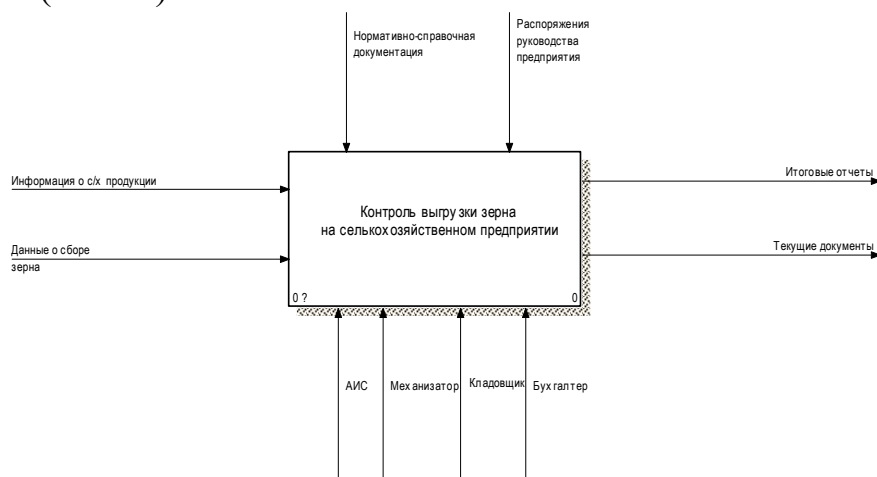 Нормативно-справочная
документация
Распоряжения
руководства
предприятия
Информация о с/х продукции
Итоговые отчеты
Контроль выгрузки зерна
на селькохозяйственном предприятии
Данные о сборе
зерна
Текущие документы
0 ?
0
АИС
Механизатор
Кладовщик
Бухгалтер